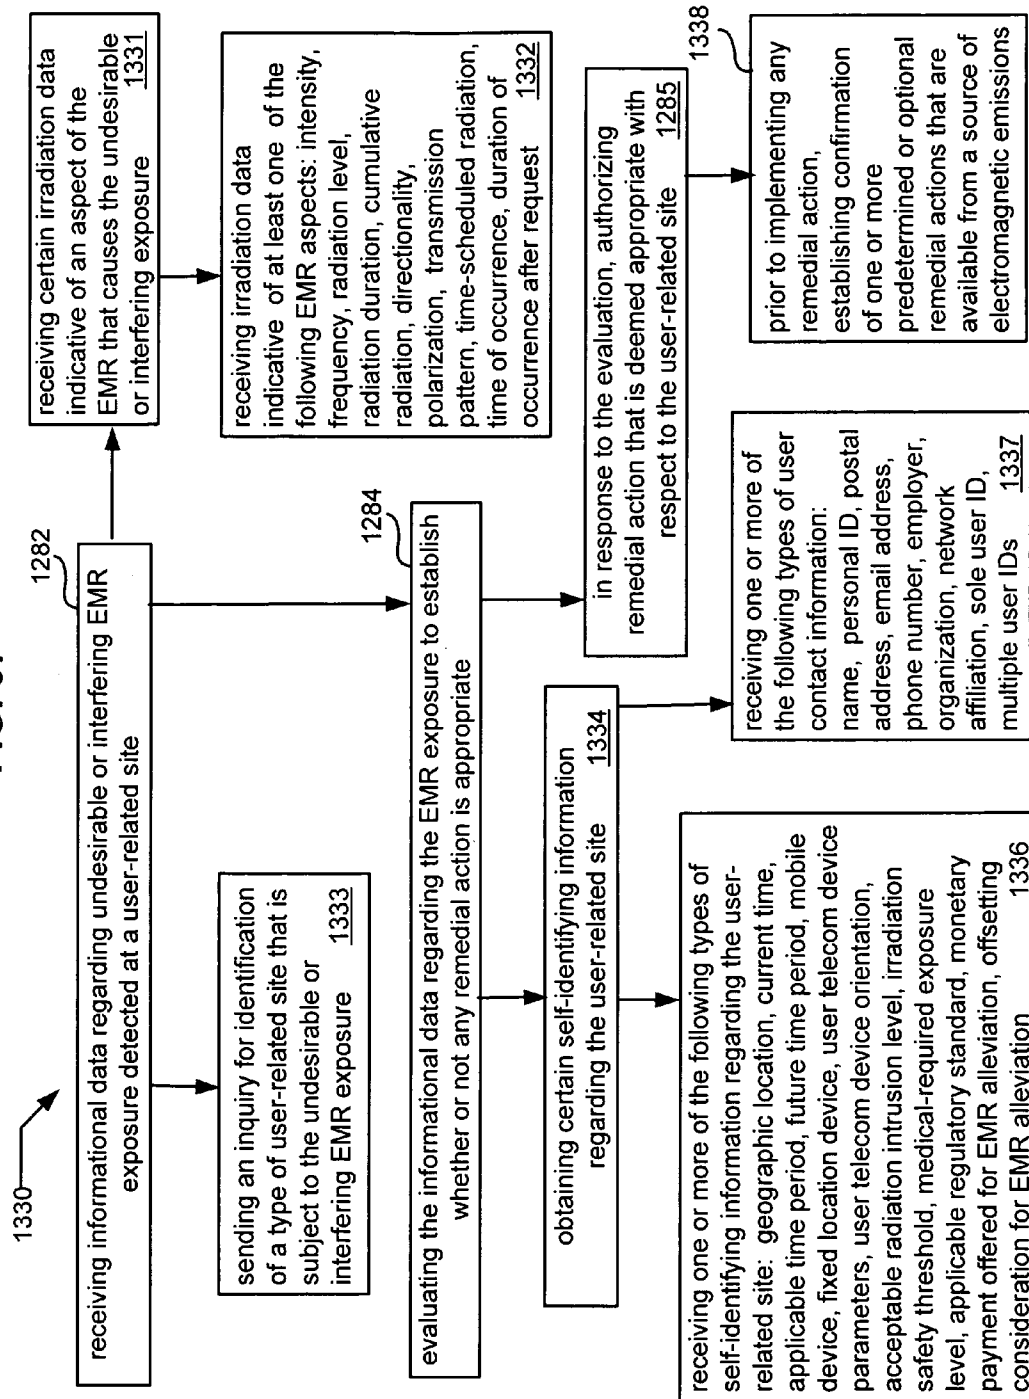 1330
1282
receiving informational data regarding undesirable or interfering EMR
exposure detected at a user-related site
receiving certain irradiation data
indicative of an aspect of the
EMR that causes the undesirable
or interfering exposure 1331
receiving irradiation data
indicative of at least one of the
following EMR aspects: intensity,
frequency, radiation level,
radiation duration, cumulative
radiation, directionality,
polarization, transmission
pattern, time-scheduled radiation,
time of occurrence, duration of
occurrence after request 1332
sending an inquiry for identification
of a type of user-related site that is
subject to the undesirable or
interfering EMR exposure 1333
1284
evaluating the informational data regarding the EMR exposure to establish
whether or not any remedial action is appropriate
in response to the evaluation, authorizing
remedial action that is deemed appropriate with
respect to the user-related site 1285
obtaining certain self-identifying information
regarding the user-related site 1334
receiving one or more of the following types of
self-identifying information regarding the user-
related site: geographic location, current time,
applicable time period, future time period, mobile
device, fixed location device, user telecom device
parameters, user telecom device orientation,
acceptable radiation intrusion level, irradiation
safety threshold, medical-required exposure
level, applicable regulatory standard, monetary
payment offered for EMR alleviation, offsetting
consideration for EMR alleviation 1336
receiving one or more of
the following types of user
contact information:
name, personal ID, postal
address, email address,
phone number, employer,
organization, network
affiliation, sole user ID,
multiple user IDs 1337
1338
prior to implementing any
remedial action,
establishing confirmation
of one or more
predetermined or optional
remedial actions that are
available from a source of
electromagnetic emissions